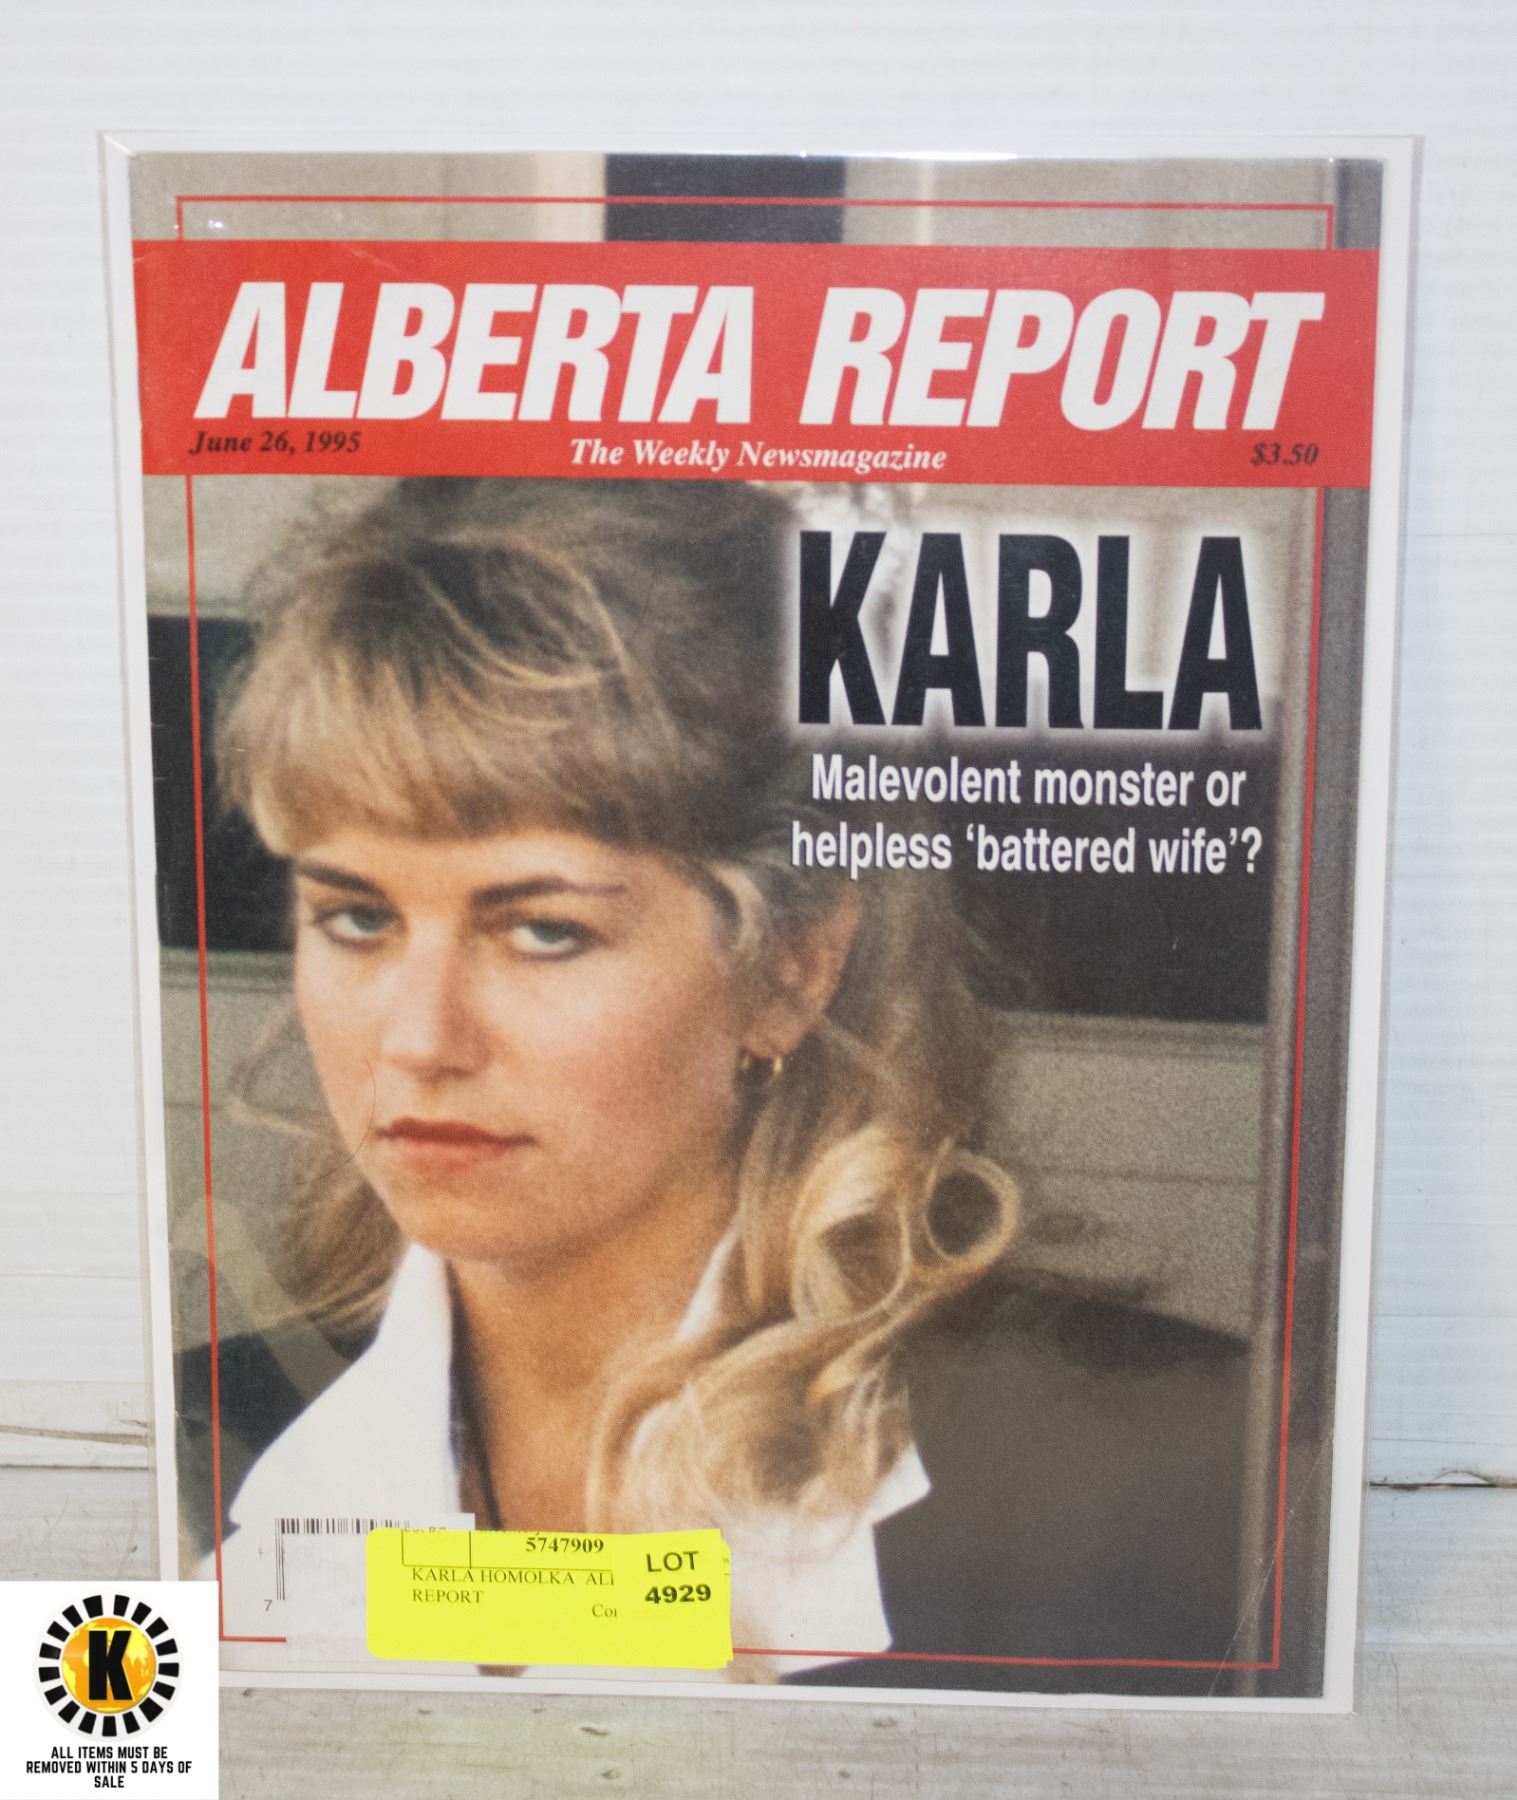 ALBERTA REPORT
June 26, 1995
The Weekly Newsmagazine
$3.50
KARLA
Malevolent monster or
helpless ‘battered wife’?
5747909
KARLA HOMOLKA
REPORT
LOT
4929
7
K
ALL ITEMS MUST BE
REMOVED WITHIN 5 DAYS OF
SALE